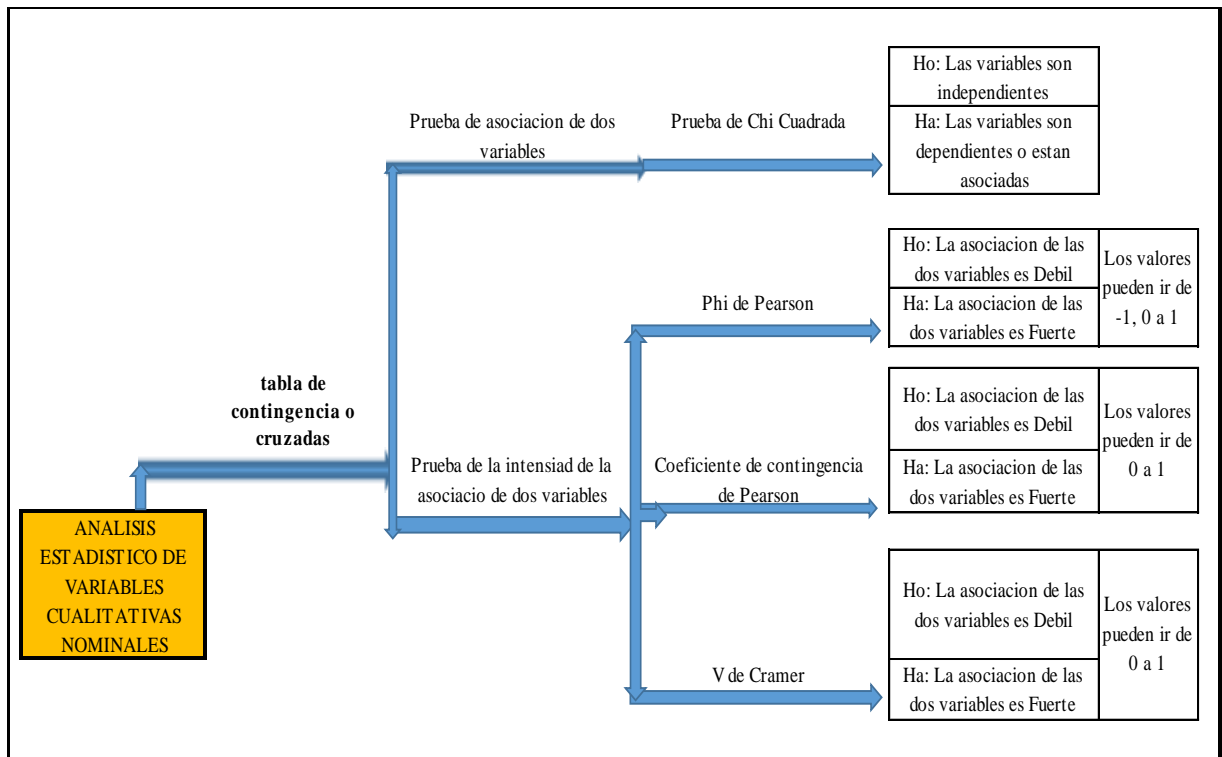 Ho: Las variables son
independientes
Ha: Las variables son
dependientes o estan
asociadas
Prueba de asociacion de dos
variables
Prueba de Chi Cuadrada
Ho: La asociacion de las
dos variables es Debil
Ha: La asociacion de las
dos variables es Fuerte
Los valores
pueden ir de
-1, 0 a 1
Phi de Pearson
tabla de
contingencia o
cruzadas
Prueba de la intensiad de la
asociacio de dos variables
Coeficiente de contingencia
de Pearson
Ho: La asociacion de las
dos variables es Debil
Ha: La asociacion de las
dos variables es Fuerte
Los valores
pueden ir de
0 a 1
ANALISIS
ESTADISTICO DE
VARIABLES
CUALITATIVAS
NOMINALES
V de Cramer
Ho: La asociacion de las
dos variables es Debil
Ha: La asociacion de las
dos variables es Fuerte
Los valores
pueden ir de
0 a 1